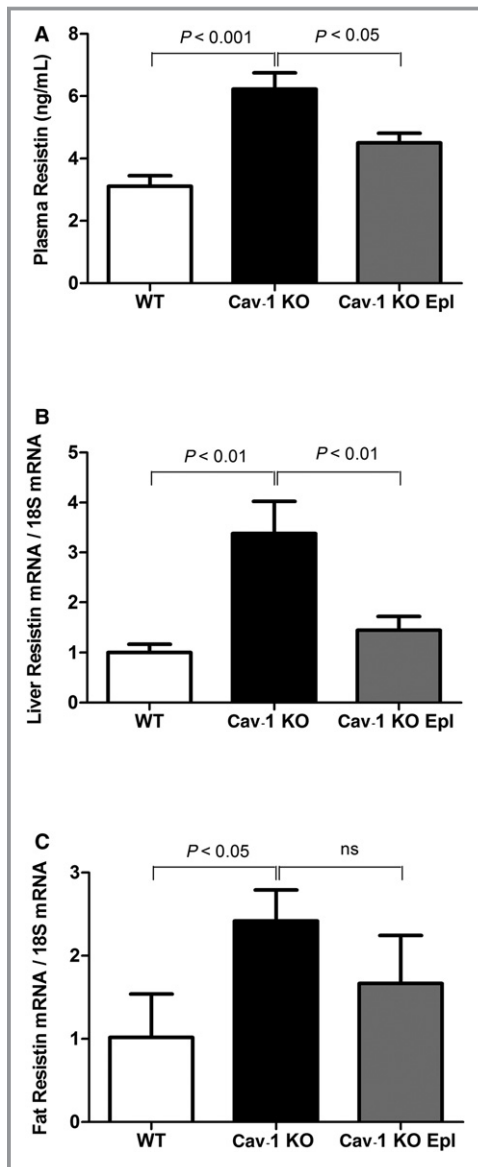 A
P < 0.001
P < 0.05
Plasma Resistin (ng/mL)
8
6
4
2
0
WT
Cav-1 KO
Cav-1 KO Epl
B
P < 0.01
P < 0.01
Liver Resistin mRNA / 18S mRNA
5
4
3
2
1
0
WT
Cav-1 KO
Cav-1 KO Epl
C
P < 0.05
ns
Fat Resistin mRNA / 18S mRNA
3
2
1
0
WT
Cav-1 KO
Cav-1 KO Epl